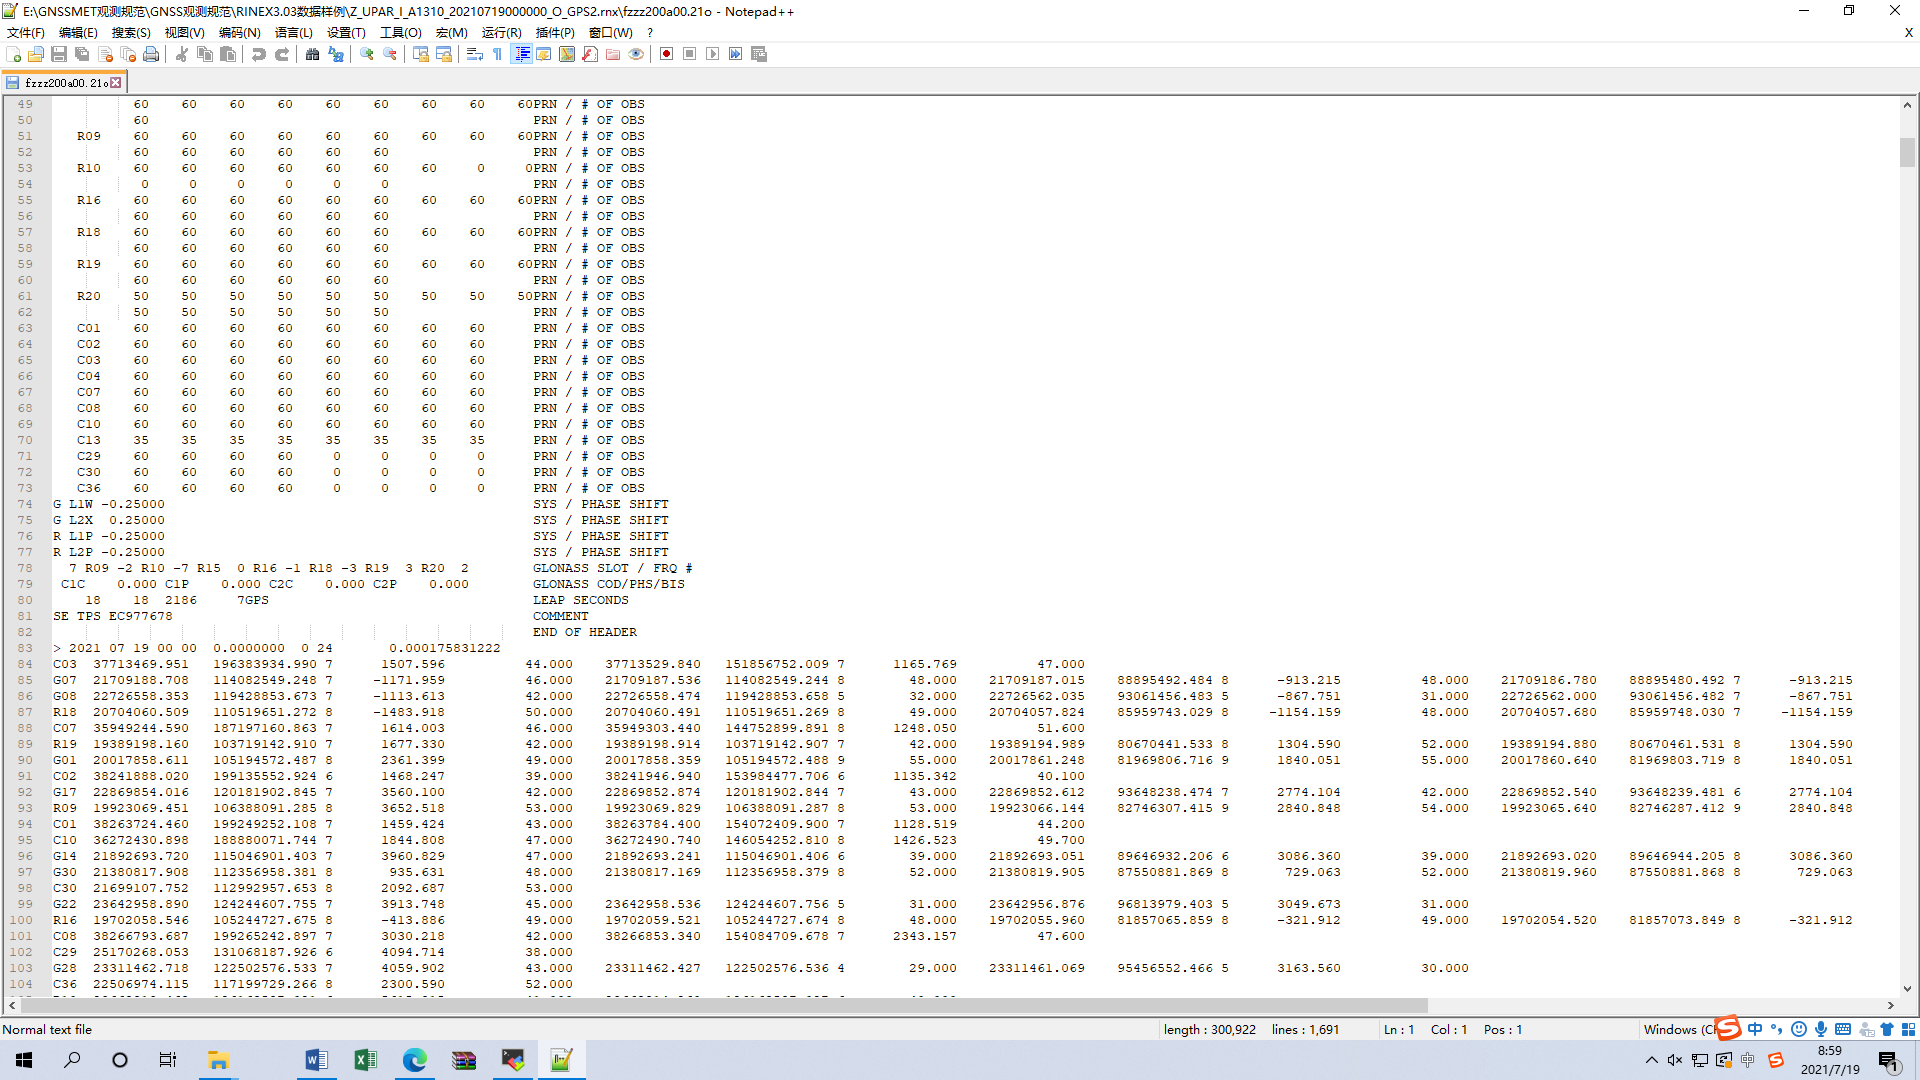 E:\GNSSMET观测规范\GNSS观测规范\RINEX3.03数据样例\Z_UPAR_I_A1310_20210719000000_O_GPS2.rnx\fzzz200a00.21o - Notepad++
文件(F) 编辑(E) 搜索(S) 视图(V) 编码(N) 语言(L) 设置(T) 工具(O) 宏(M) 运行(R) 插件(P) 窗口(W) ? X
fzzz200a00.21o
49 60 60 60 60 60 60 60 60 60PRN / # OF OBS
50 60 PRN / # OF OBS
51 R09 60 60 60 60 60 60 60 60 60PRN / # OF OBS
52 60 60 60 60 60 60 PRN / # OF OBS
53 R10 60 60 60 60 60 60 60 0 0PRN / # OF OBS
54 0 0 0 0 0 0 PRN / # OF OBS
55 R16 60 60 60 60 60 60 60 60 60PRN / # OF OBS
56 60 60 60 60 60 60 PRN / # OF OBS
57 R18 60 60 60 60 60 60 60 60 60PRN / # OF OBS
58 60 60 60 60 60 60 PRN / # OF OBS
59 R19 60 60 60 60 60 60 60 60 60PRN / # OF OBS
60 60 60 60 60 60 60 PRN / # OF OBS
61 R20 50 50 50 50 50 50 50 50 50PRN / # OF OBS
62 50 50 50 50 50 50 PRN / # OF OBS
63 C01 60 60 60 60 60 60 60 60 PRN / # OF OBS
64 C02 60 60 60 60 60 60 60 60 PRN / # OF OBS
65 C03 60 60 60 60 60 60 60 60 PRN / # OF OBS
66 C04 60 60 60 60 60 60 60 60 PRN / # OF OBS
67 C07 60 60 60 60 60 60 60 60 PRN / # OF OBS
68 C08 60 60 60 60 60 60 60 60 PRN / # OF OBS
69 C10 60 60 60 60 60 60 60 60 PRN / # OF OBS
70 C13 35 35 35 35 35 35 35 35 PRN / # OF OBS
71 C29 60 60 60 60 0 0 0 0 PRN / # OF OBS
72 C30 60 60 60 60 0 0 0 0 PRN / # OF OBS
73 C36 60 60 60 60 0 0 0 0 PRN / # OF OBS
74 G L1W -0.25000 SYS / PHASE SHIFT
75 G L2X 0.25000 SYS / PHASE SHIFT
76 R L1P -0.25000 SYS / PHASE SHIFT
77 R L2P -0.25000 SYS / PHASE SHIFT
78 7 R09 -2 R10 -7 R15 0 R16 -1 R18 -3 R19 3 R20 2 GLONASS SLOT / FRQ #
79 C1C 0.000 C1P 0.000 C2C 0.000 C2P 0.000 GLONASS COD/PHS/BIS
80 18 18 2186 7GPS LEAP SECONDS
81 SE TPS EC977678 COMMENT
82 END OF HEADER
83 > 2021 07 19 00 00 0.0000000 0 24 0.000175831222
84 C03 37713469.951 196383934.990 7 1507.596 44.000 37713529.840 151856752.009 7 1165.769 47.000
85 G07 21709188.708 114082549.248 7 -1171.959 46.000 21709187.536 114082549.244 8 48.000 21709187.015 88895492.484 8 -913.215 48.000 21709186.780 88895480.492 7 -913.215
86 G08 22726558.353 119428853.673 7 -1113.613 42.000 22726558.474 119428853.658 5 32.000 22726562.035 93061456.483 5 -867.751 31.000 22726562.000 93061456.482 7 -867.751
87 R18 20704060.509 110519651.272 8 -1483.918 50.000 20704060.491 110519651.269 8 49.000 20704057.824 85959743.029 8 -1154.159 48.000 20704057.680 85959748.030 7 -1154.159
88 C07 35949244.590 187197160.863 7 1614.003 46.000 35949303.440 144752899.891 8 1248.050 51.600
89 R19 19389198.160 103719142.910 7 1677.330 42.000 19389198.914 103719142.907 7 42.000 19389194.989 80670441.533 8 1304.590 52.000 19389194.880 80670461.531 8 1304.590
90 G01 20017858.611 105194572.487 8 2361.399 49.000 20017858.359 105194572.488 9 55.000 20017861.248 81969806.716 9 1840.051 55.000 20017860.640 81969803.719 8 1840.051
91 C02 38241888.020 199135552.924 6 1468.247 39.000 38241946.940 153984477.706 6 1135.342 40.100
92 G17 22869854.016 120181902.845 7 3560.100 42.000 22869852.874 120181902.844 7 43.000 22869852.612 93648238.474 7 2774.104 42.000 22869852.540 93648239.481 6 2774.104
93 R09 19923069.451 106388091.285 8 3652.518 53.000 19923069.829 106388091.287 8 53.000 19923066.144 82746307.415 9 2840.848 54.000 19923065.640 82746287.412 9 2840.848
94 C01 38263724.460 199249252.108 7 1459.424 43.000 38263784.400 154072409.900 7 1128.519 44.200
95 C10 36272430.898 188880071.744 7 1844.808 47.000 36272490.740 146054252.810 8 1426.523 49.700
96 G14 21892693.720 115046901.403 7 3960.829 47.000 21892693.241 115046901.406 6 39.000 21892693.051 89646932.206 6 3086.360 39.000 21892693.020 89646944.205 8 3086.360
97 G30 21380817.908 112356958.381 8 935.631 48.000 21380817.169 112356958.379 8 52.000 21380819.905 87550881.869 8 729.063 52.000 21380819.960 87550881.868 8 729.063
98 C30 21699107.752 112992957.653 8 2092.687 53.000
99 G22 23642958.890 124244607.755 7 3913.748 45.000 23642958.536 124244607.756 5 31.000 23642956.876 96813979.403 5 3049.673 31.000
100 R16 19702058.546 105244727.675 8 -413.886 49.000 19702059.521 105244727.674 8 48.000 19702055.960 81857065.859 8 -321.912 49.000 19702054.520 81857073.849 8 -321.912
101 C08 38266793.687 199265242.897 7 3030.218 42.000 38266853.340 154084709.678 7 2343.157 47.600
102 C29 25170268.053 131068187.926 6 4094.714 38.000
103 G28 23311462.718 122502576.533 7 4059.902 43.000 23311462.427 122502576.536 4 29.000 23311461.069 95456552.466 5 3163.560 30.000
104 C36 22506974.115 117199729.266 8 2300.590 52.000
Normal text file length : 300,922 lines : 1,691 Ln : 1 Col : 1 Pos : 1 Windows (C
中
8:59
2021/7/19